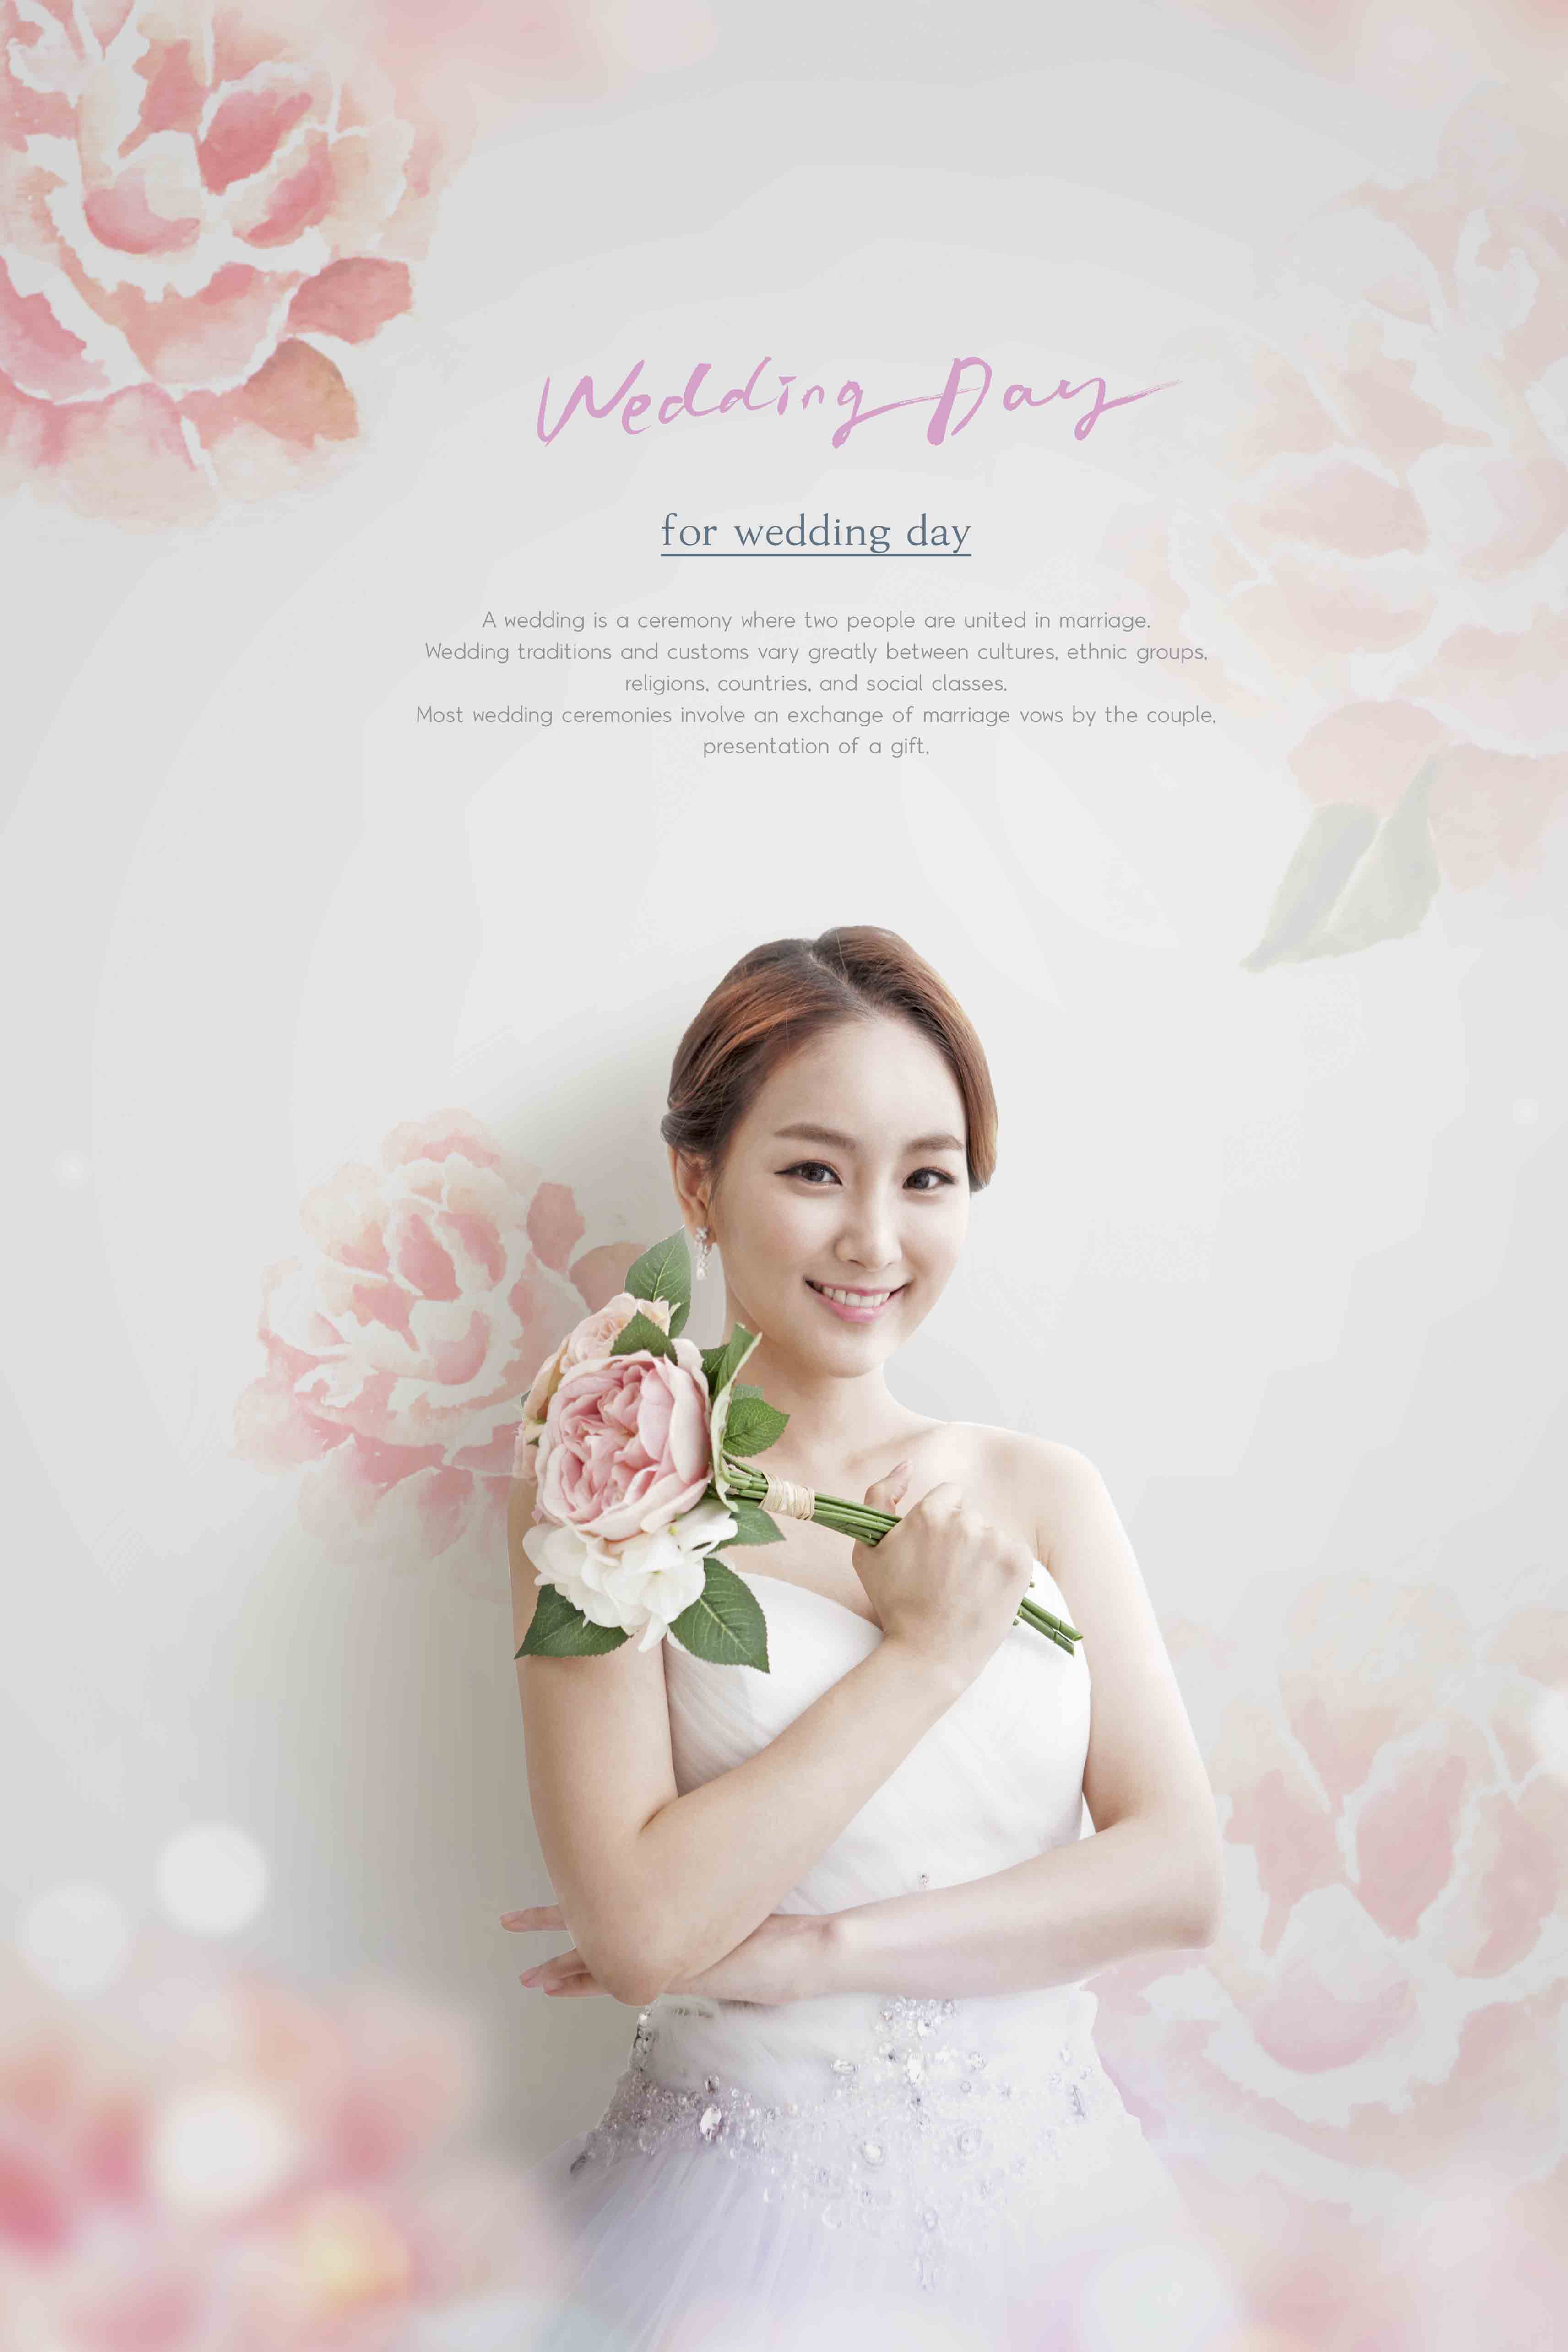 Wedding Day
for wedding day
A wedding is a ceremony where two people are united in marriage.
Wedding traditions and customs vary greatly between cultures, ethnic groups,
religions, countries, and social classes.
Most wedding ceremonies involve an exchange of marriage vows by the couple,
presentation of a gift,